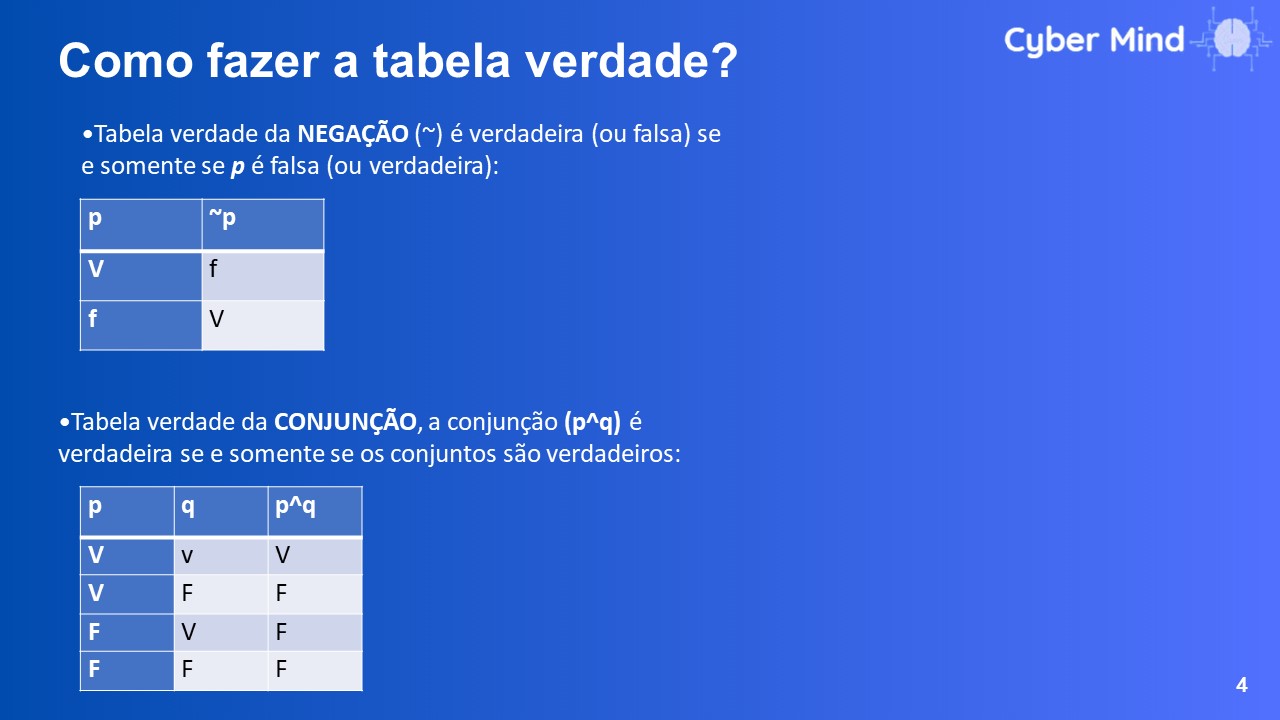 Como fazer a tabela verdade?
Cyber Mind
•Tabela verdade da NEGAÇÃO (~) é verdadeira (ou falsa) se
e somente se p é falsa (ou verdadeira):
p ~p
V f
f V
•Tabela verdade da CONJUNÇÃO, a conjunção (p^q) é
verdadeira se e somente se os conjuntos são verdadeiros:
p q p^q
V v V
V F F
F V F
F F F
4